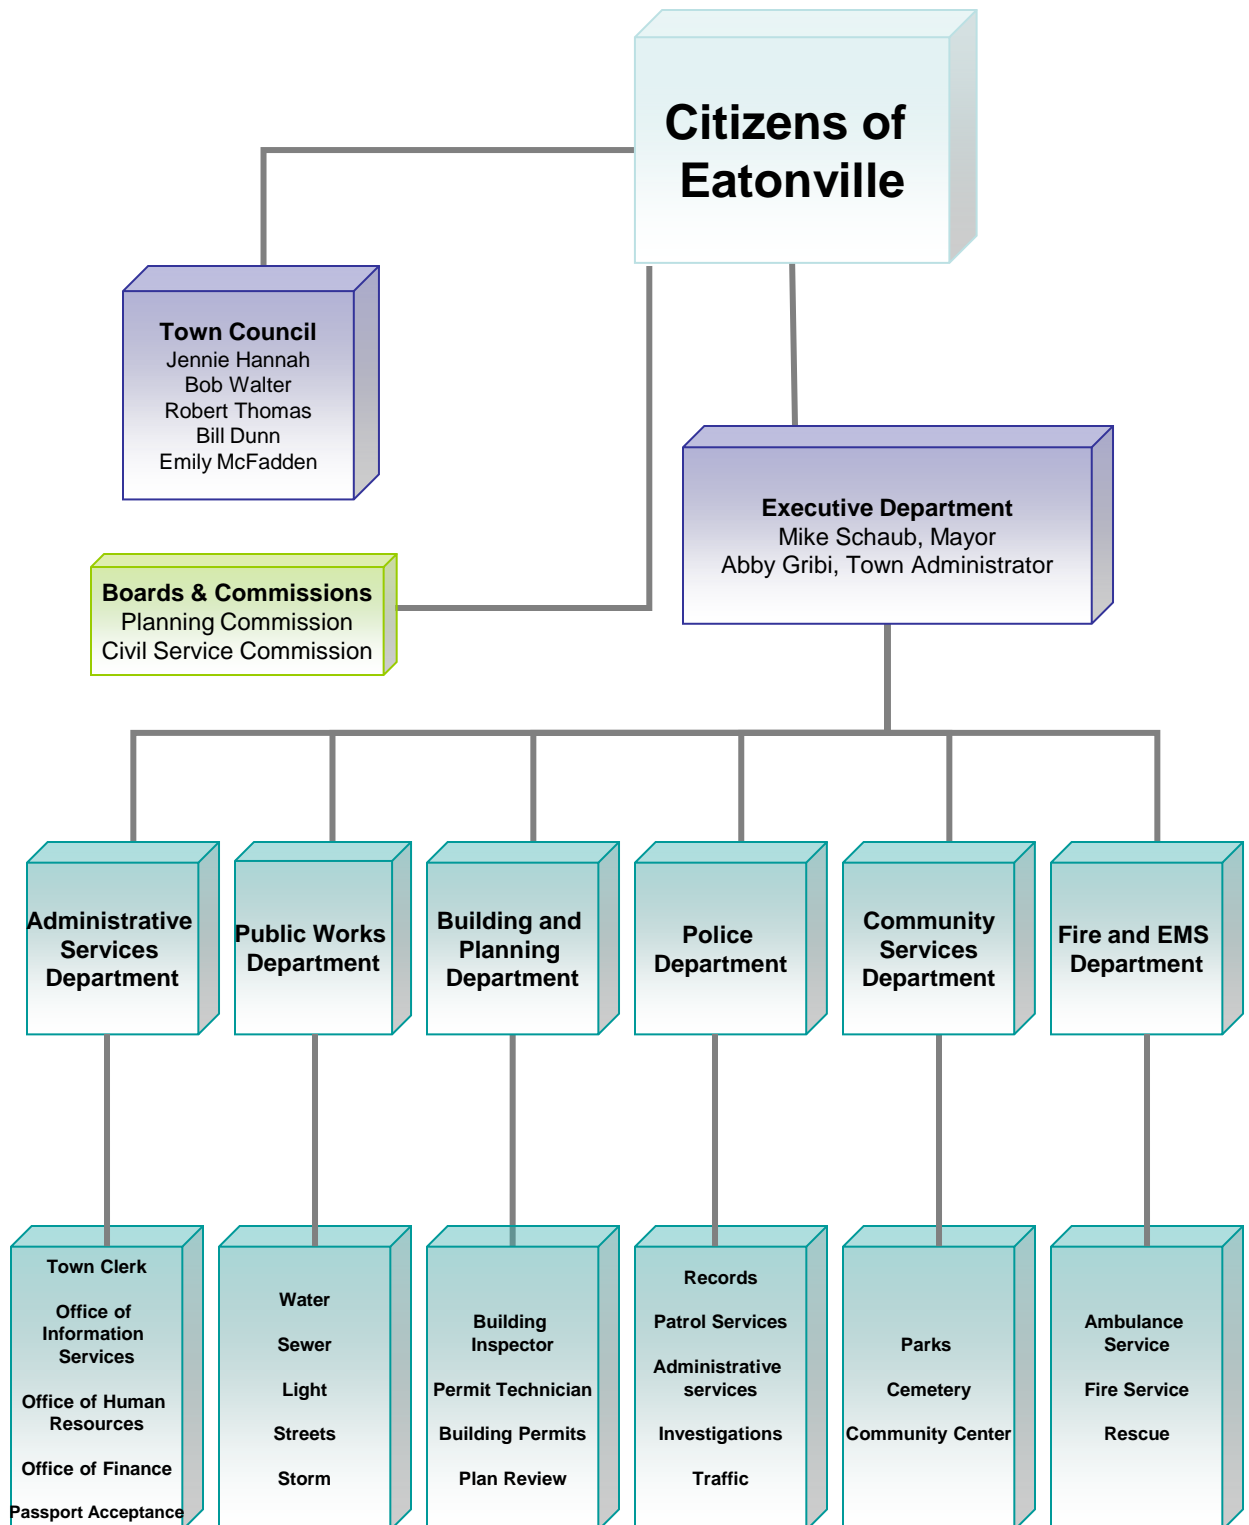 Citizens of
Eatonville
Town Council
Jennie Hannah
Bob Walter
Robert Thomas
Bill Dunn
Emily McFadden
Executive Department
Mike Schaub, Mayor
Abby Gribi, Town Administrator
Boards & Commissions
Planning Commission
Civil Service Commission
Administrative
Services
Department
Public Works
Department
Building and
Planning
Department
Police
Department
Community
Services
Department
Fire and EMS
Department
Town Clerk
Office of
Information
Services
Office of Human
Resources
Office of Finance
Passport Acceptance
Water
Sewer
Light
Streets
Storm
Building
Inspector
Permit Technician
Building Permits
Plan Review
Records
Patrol Services
Administrative
services
Investigations
Traffic
Parks
Cemetery
Community Center
Ambulance
Service
Fire Service
Rescue